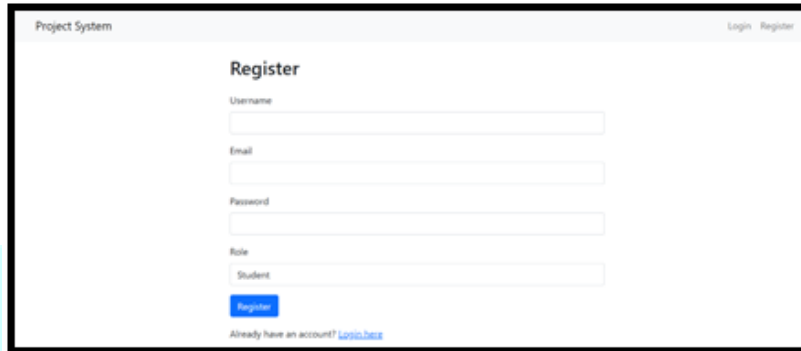 Project System
Login Register
Register
Username
Email
Password
Role
Student
Register
Already have an account? Login here